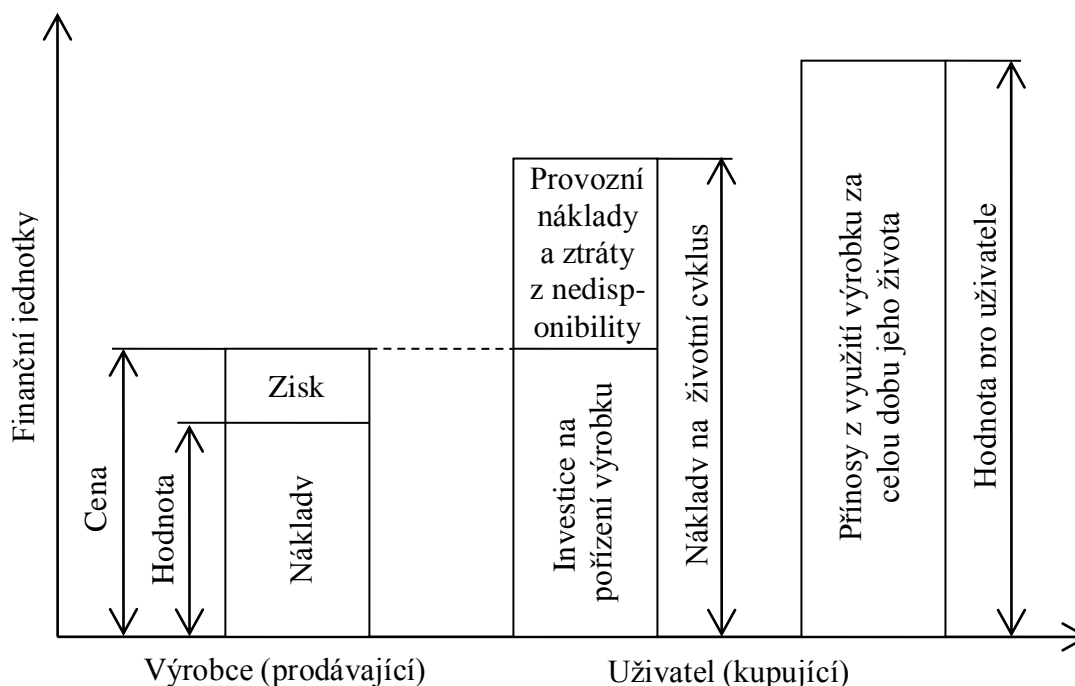 Finanční jednotky
Cena
Hodnota
Zisk
Náklady
Provozní
náklady
a ztráty
z nedisp-
onibility
Investice na
pořízení výrobku
Náklady na životní cyklus
Přínosy z využití výrobku za
celou dobu jeho života
Hodnota pro uživatele
Výrobce (prodávající)
Uživatel (kupující)